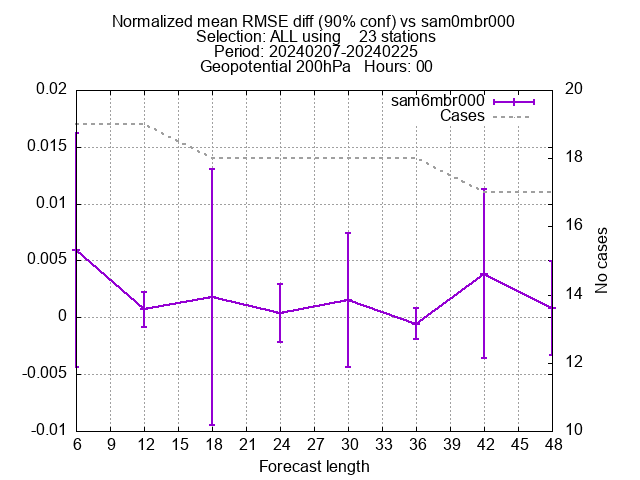 Normalized mean RMSE diff (90% conf) vs sam0mbr000
Selection: ALL using    23 stations
Period: 20240207-20240225
Geopotential 200hPa   Hours: 00
sam6mbr000
Cases
0.02
0.015
0.01
0.005
0
-0.005
-0.01
20
18
16
14
12
10
No cases
6 9 12 15 18 21 24 27 30 33 36 39 42 45 48
Forecast length